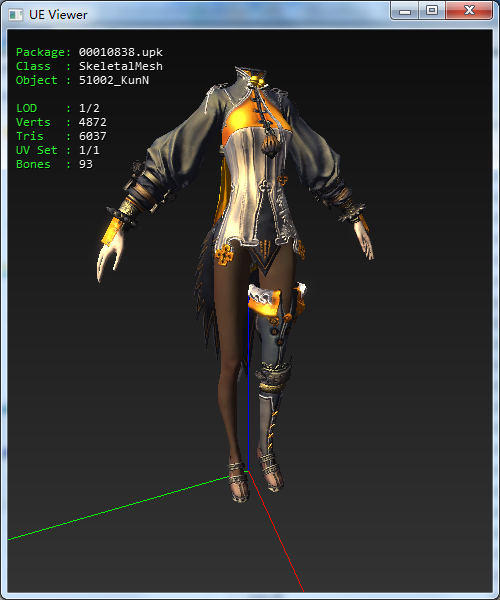 UE Viewer
Package: 00010838.upk
Class : SkeletalMesh
Object : 51002_KunN
LOD : 1/2
Verts : 4872
Tris : 6037
UV Set : 1/1
Bones : 93